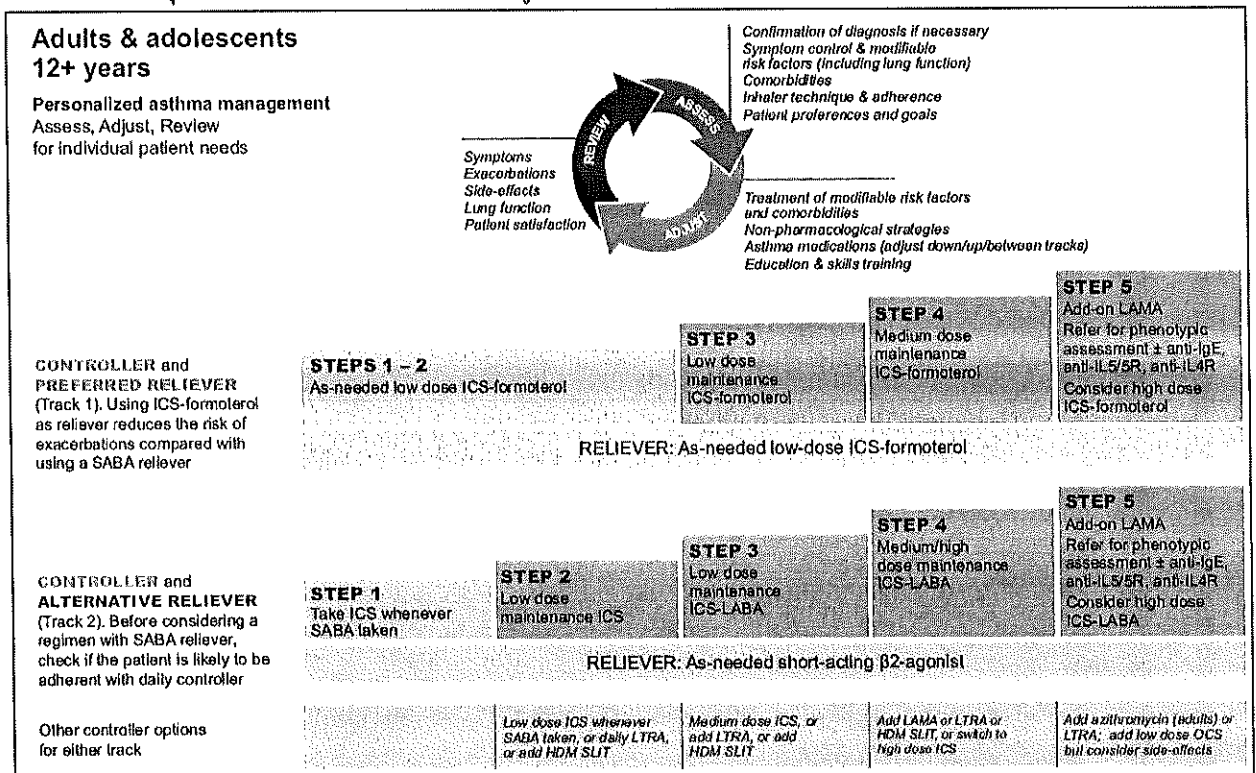 Adults & adolescents
12+ years
Personalized asthma management
Assess, Adjust, Review
for individual patient needs
Confirmation of diagnosis if necessary
Symptom control & modifiable
risk factors (including lung function)
Comorbidities
Inhaler technique & adherence
Patient preferences and goals
ASSESS
REVIEW
ADJUST
Symptoms
Exacerbations
Side-effects
Lung function
Patient satisfaction
Treatment of modifiable risk factors
and comorbidities
Non-pharmacological strategies
Asthma medications (adjust down/up/between tracks)
Education & skills training
CONTROLLER and
PREFERRED RELIEVER
(Track 1). Using ICS-formoterol
as reliever reduces the risk of
exacerbations compared with
using a SABA reliever
STEPS 1 – 2
As-needed low dose ICS-formoterol
STEP 3
Low dose
maintenance
ICS-formoterol
STEP 4
Medium dose
maintenance
ICS-formoterol
STEP 5
Add-on LAMA
Refer for phenotypic
assessment ± anti-IgE,
anti-IL5/5R, anti-IL4R
Consider high dose
ICS-formoterol
RELIEVER: As-needed low-dose ICS-formoterol
CONTROLLER and
ALTERNATIVE RELIEVER
(Track 2). Before considering a
regimen with SABA reliever,
check if the patient is likely to be
adherent with daily controller
STEP 1
Take ICS whenever
SABA taken
STEP 2
Low dose
maintenance ICS
STEP 3
Low dose
maintenance
ICS-LABA
STEP 4
Medium/high
dose maintenance
ICS-LABA
STEP 5
Add-on LAMA
Refer for phenotypic
assessment ± anti-IgE,
anti-IL5/5R, anti-IL4R
Consider high dose
ICS-LABA
RELIEVER: As-needed short-acting β2-agonist
Other controller options
for either track
Low dose ICS whenever
SABA taken, or daily LTRA,
or add HDM SLIT
Medium dose ICS, or
add LTRA, or add
HDM SLIT
Add LAMA or LTRA or
HDM SLIT, or switch to
high dose ICS
Add azithromycin (adults) or
LTRA; add low dose OCS
but consider side-effects